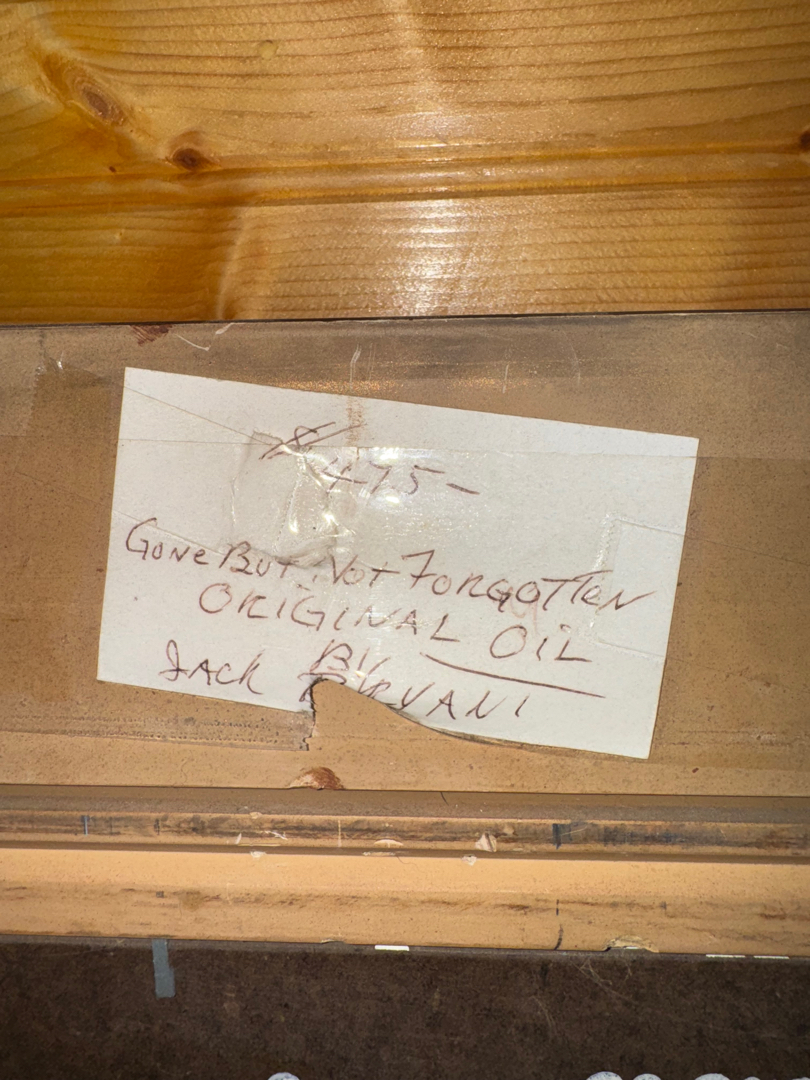 $
475-
Gone But Not Forgotten
ORIGINAL OIL
BY
JACK